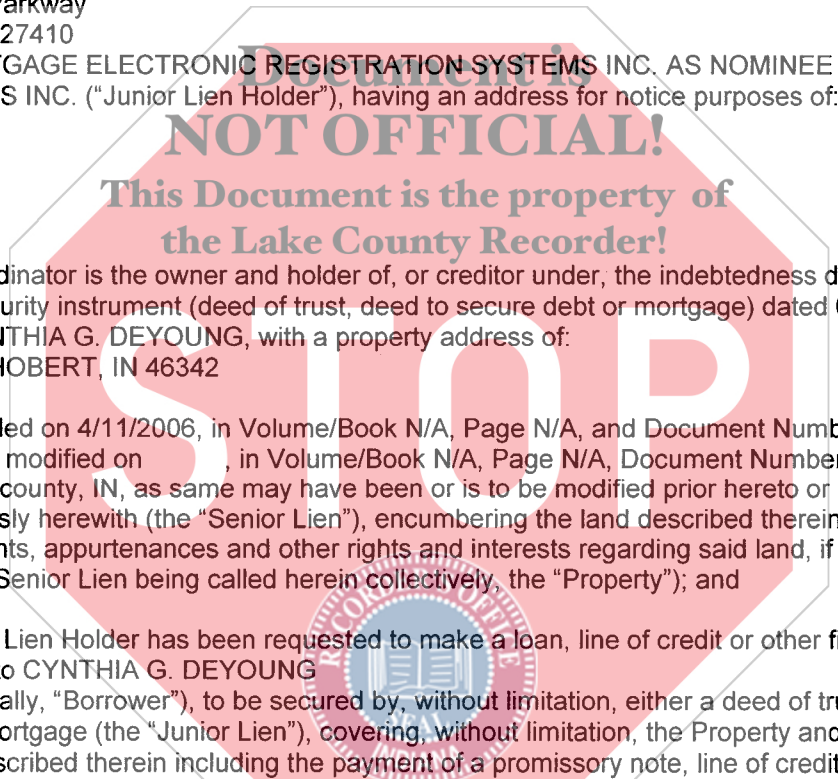 arkway
27410
GAGE ELECTRONIC REGISTRATION SYSTEMS INC. AS NOMINEE
Document is
S INC. (“Junior Lien Holder”), having an address for notice purposes of:
NOT OFFICIAL!
This Document is the property of
the Lake County Recorder!
dinator is the owner and holder of, or creditor under, the indebtedness d
urity instrument (deed of trust, deed to secure debt or mortgage) dated
THIA G. DEYOUNG, with a property address of:
HOBERT, IN 46342
STOP
ed on 4/11/2006, in Volume/Book N/A, Page N/A, and Document Numb
modified on , in Volume/Book N/A, Page N/A, Document Number
county, IN, as same may have been or is to be modified prior hereto or
sly herewith (the “Senior Lien”), encumbering the land described therein
nts, appurtenances and other rights and interests regarding said land, if
Senior Lien being called herein collectively, the “Property”); and
Lien Holder has been requested to make a loan, line of credit or other f
o CYNTHIA G. DEYOUNG
ally, “Borrower”), to be secured by, without limitation, either a deed of tr
ortgage (the “Junior Lien”), covering, without limitation, the Property and
scribed therein including the payment of a promissory note, line of credi
RECORDER OFFICE
SEAL
INDIANA